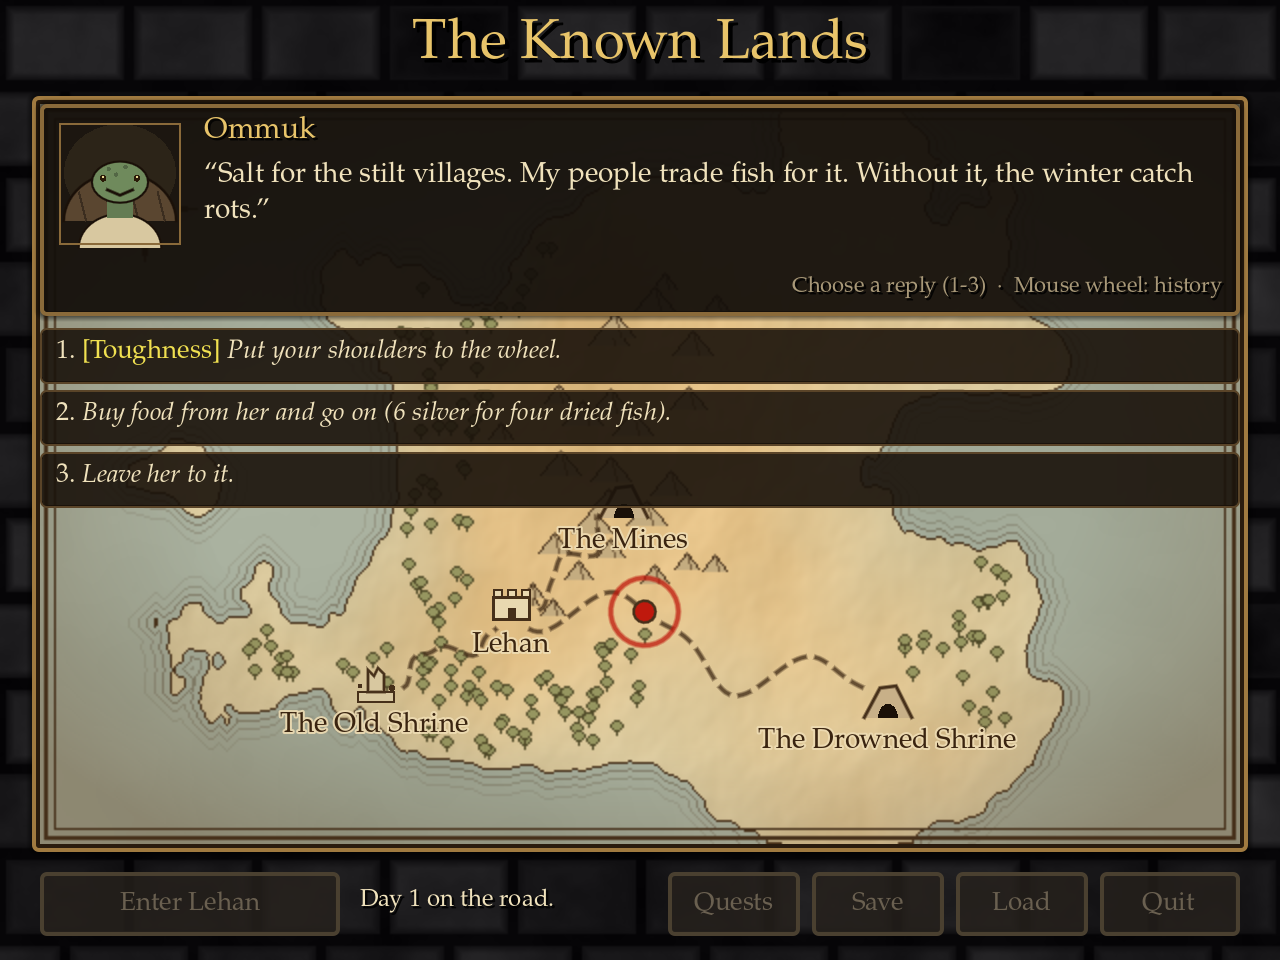 The Known Lands
Ommuk
“Salt for the stilt villages. My people trade fish for it. Without it, the winter catch
rots.”
Choose a reply (1-3) · Mouse wheel: history
1. [Toughness] Put your shoulders to the wheel.
2. Buy food from her and go on (6 silver for four dried fish).
3. Leave her to it.
The Mines
Lehan
The Old Shrine
The Drowned Shrine
Enter Lehan
Day 1 on the road.
Quests
Save
Load
Quit